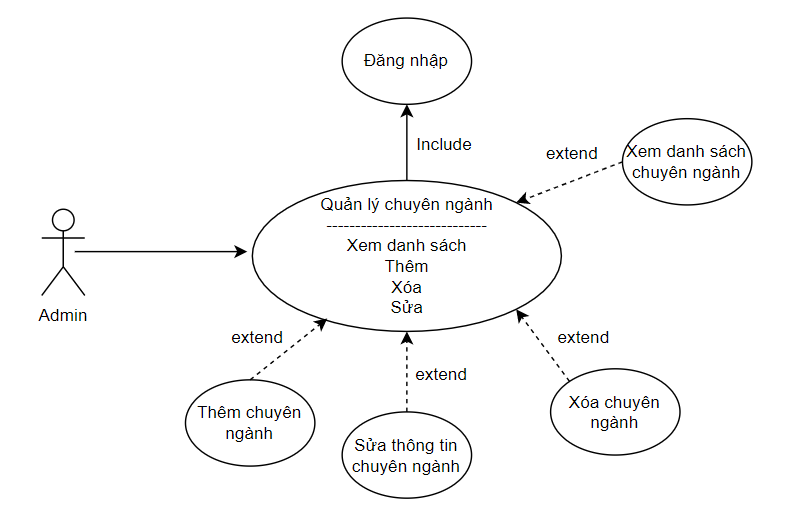 Đăng nhập
Include
extend
Xem danh sách
chuyên ngành
Quản lý chuyên ngành
----------------------------
Xem danh sách
Thêm
Xóa
Sửa
Admin
extend
extend
extend
Thêm chuyên
ngành
Sửa thông tin
chuyên ngành
Xóa chuyên
ngành